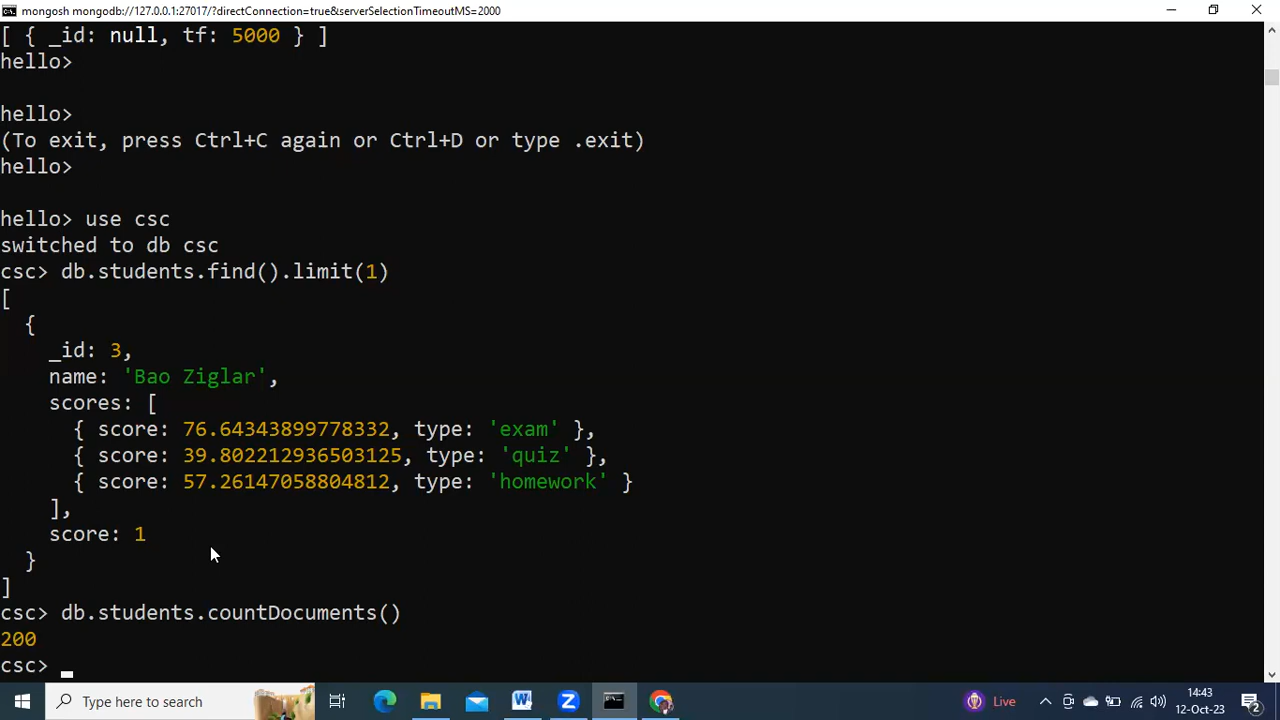 mongosh mongodb://127.0.0.1:27017/?directConnection=true&serverSelectionTimeoutMS=2000
[ { _id: null, tf: 5000 } ]
hello>
hello>
(To exit, press Ctrl+C again or Ctrl+D or type .exit)
hello>
hello> use csc
switched to db csc
csc> db.students.find().limit(1)
[
  {
    _id: 3,
    name: 'Bao Ziglar',
    scores: [
      { score: 76.64343899778332, type: 'exam' },
      { score: 39.802212936503125, type: 'quiz' },
      { score: 57.26147058804812, type: 'homework' }
    ],
    score: 1
  }
]
csc> db.students.countDocuments()
200
csc>
Type here to search
Live
14:43
12-Oct-23
2